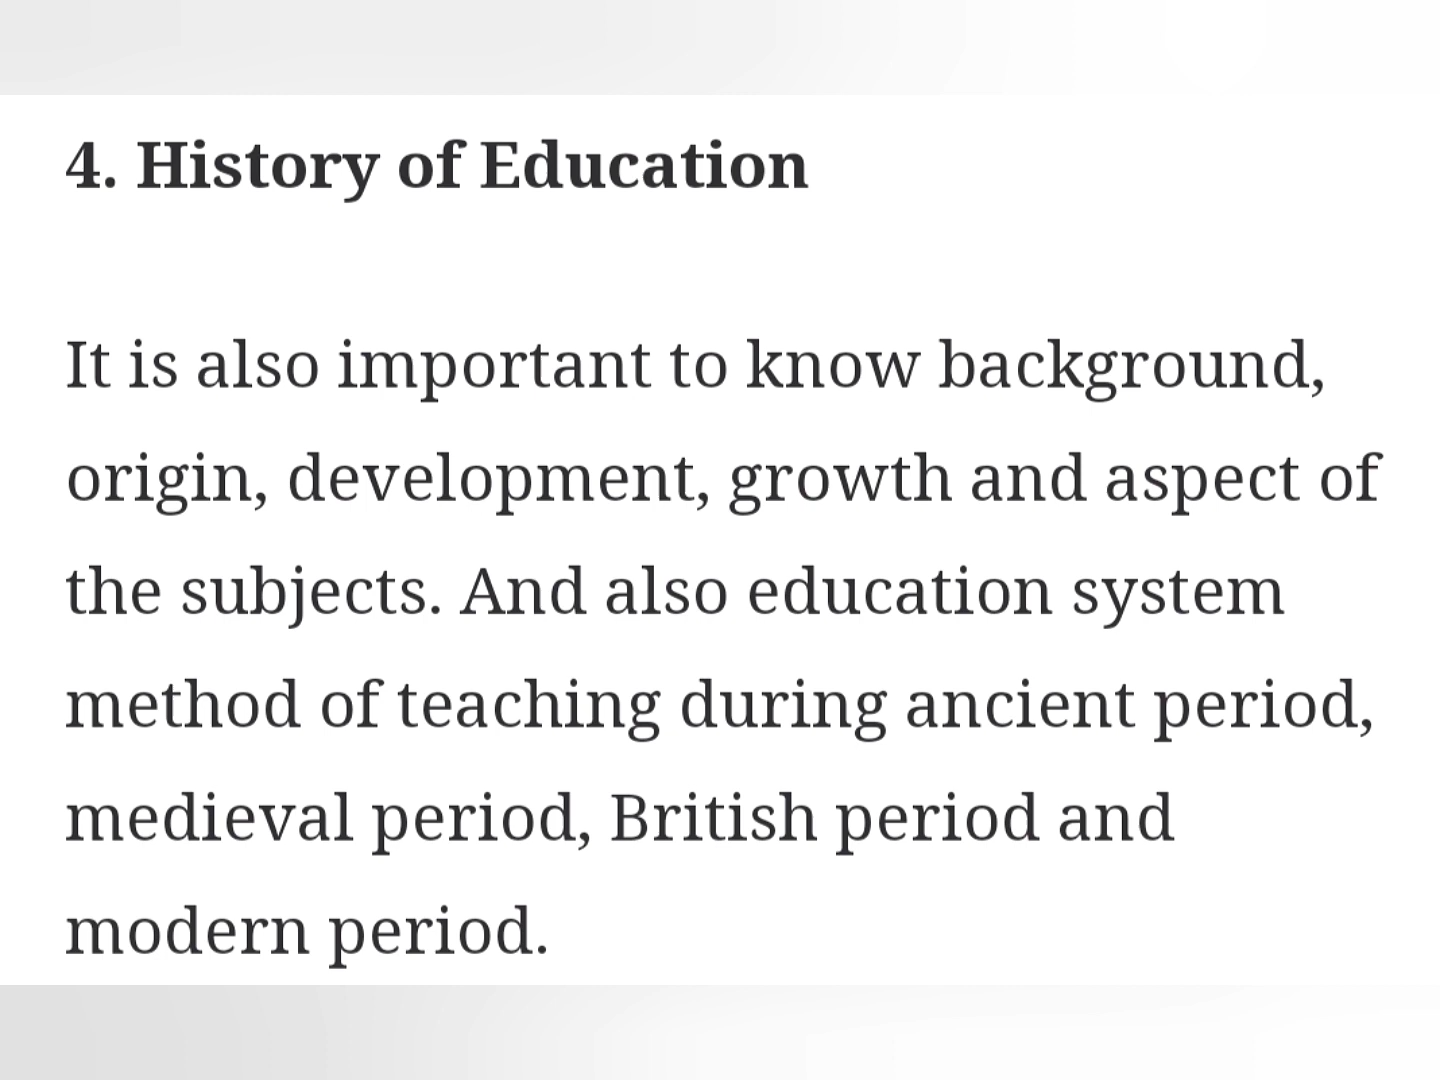 4. History of Education
It is also important to know background,
origin, development, growth and aspect of
the subjects. And also education system
method of teaching during ancient period,
medieval period, British period and
modern period.